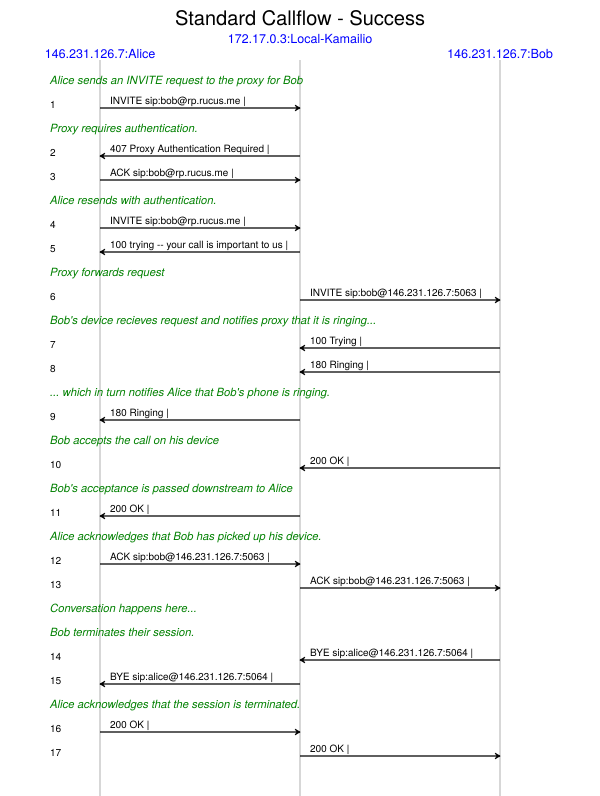 Standard Callflow - Success
172.17.0.3:Local-Kamailio
146.231.126.7:Alice 146.231.126.7:Bob
Alice sends an INVITE request to the proxy for Bob
1 INVITE sip:bob@rp.rucus.me |
Proxy requires authentication.
2 407 Proxy Authentication Required |
3 ACK sip:bob@rp.rucus.me |
Alice resends with authentication.
4 INVITE sip:bob@rp.rucus.me |
5 100 trying -- your call is important to us |
Proxy forwards request
6 INVITE sip:bob@146.231.126.7:5063 |
Bob's device recieves request and notifies proxy that it is ringing...
7 100 Trying |
8 180 Ringing |
... which in turn notifies Alice that Bob's phone is ringing.
9 180 Ringing |
Bob accepts the call on his device
10 200 OK |
Bob's acceptance is passed downstream to Alice
11 200 OK |
Alice acknowledges that Bob has picked up his device.
12 ACK sip:bob@146.231.126.7:5063 |
13 ACK sip:bob@146.231.126.7:5063 |
Conversation happens here...
Bob terminates their session.
14 BYE sip:alice@146.231.126.7:5064 |
15 BYE sip:alice@146.231.126.7:5064 |
Alice acknowledges that the session is terminated.
16 200 OK |
17 200 OK |